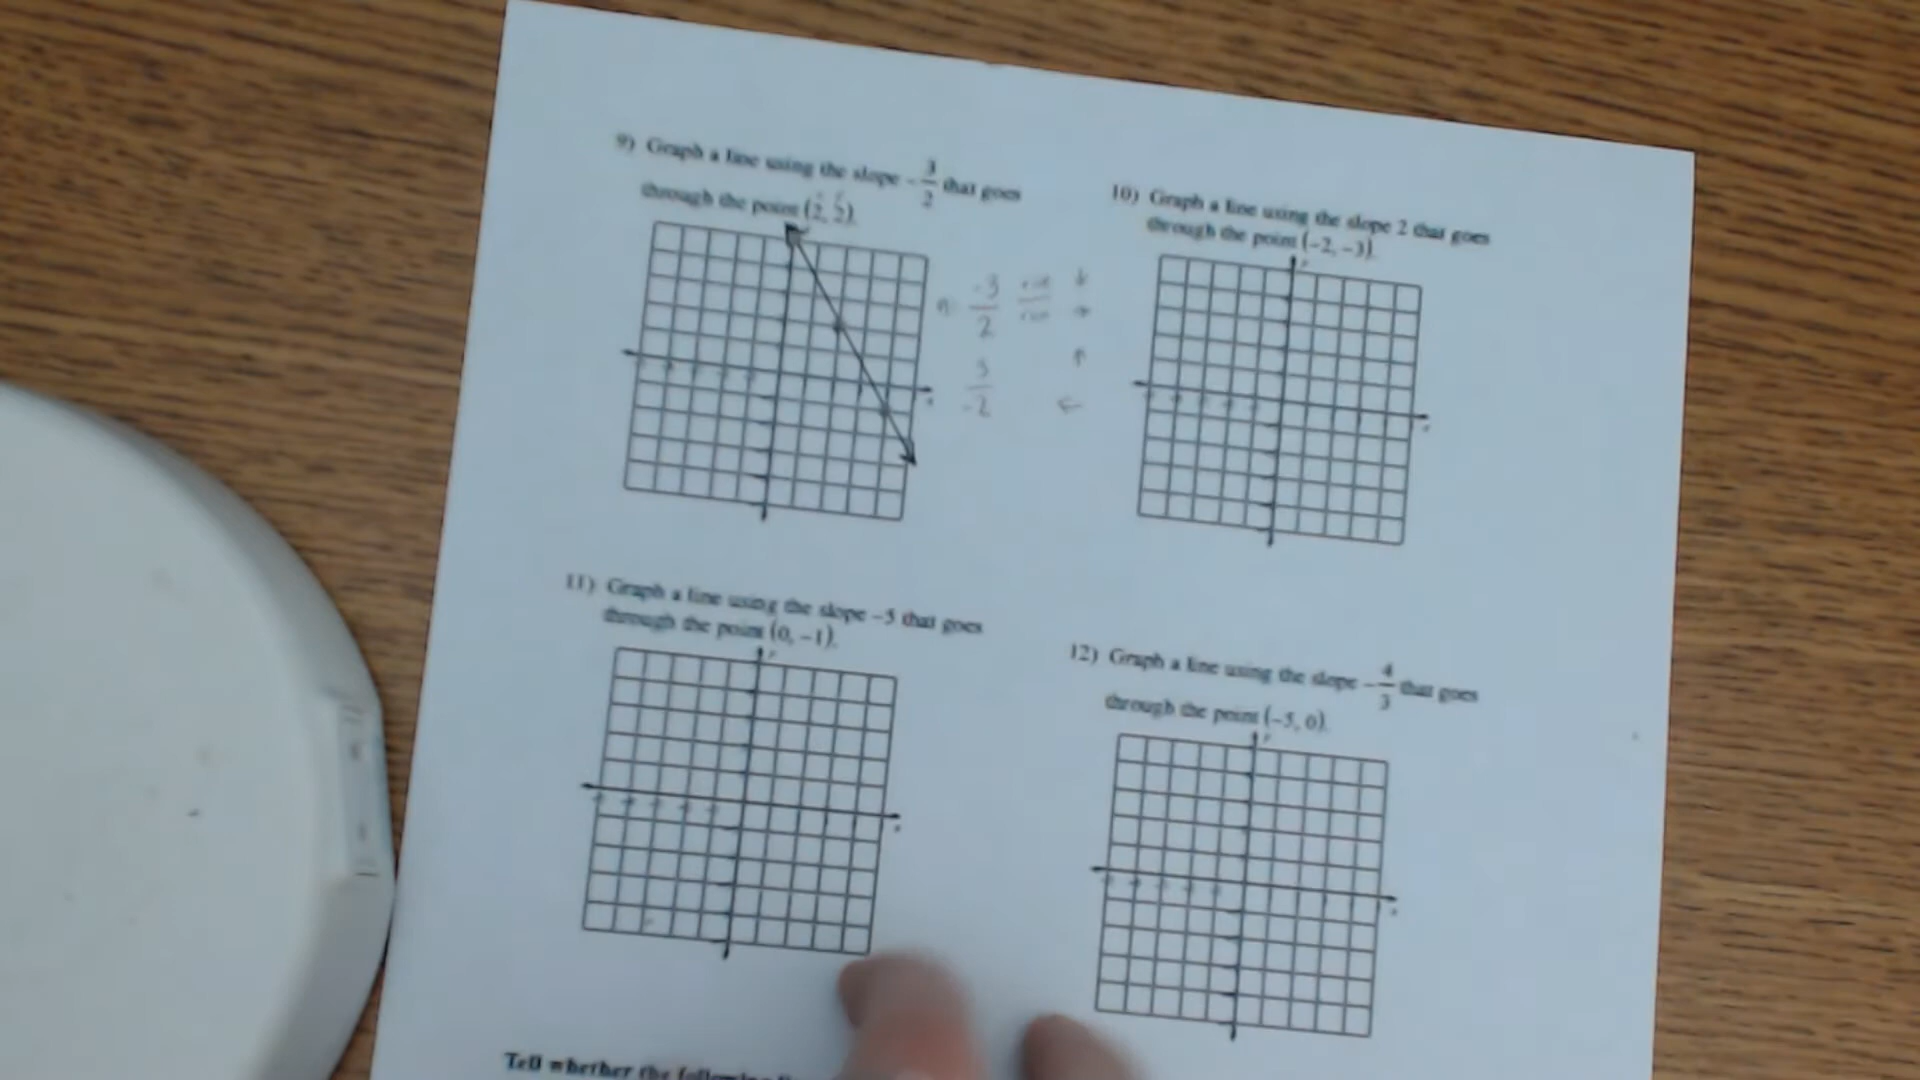 9) Graph a line using the slope -3/2 that goes
through the point (2, 2).
-3/2 rise/run ↓ →
3/-2 ↑ ←
10) Graph a line using the slope 2 that goes
through the point (-2, -3).
11) Graph a line using the slope -5 that goes
through the point (0, -1).
12) Graph a line using the slope -4/3 that goes
through the point (-5, 0).
Tell whether the following